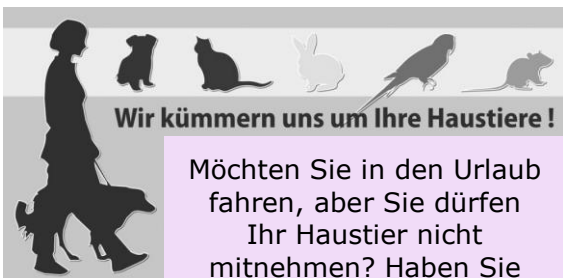 Wir kümmern uns um Ihre Haustiere !
Möchten Sie in den Urlaub
fahren, aber Sie dürfen
Ihr Haustier nicht
mitnehmen? Haben Sie